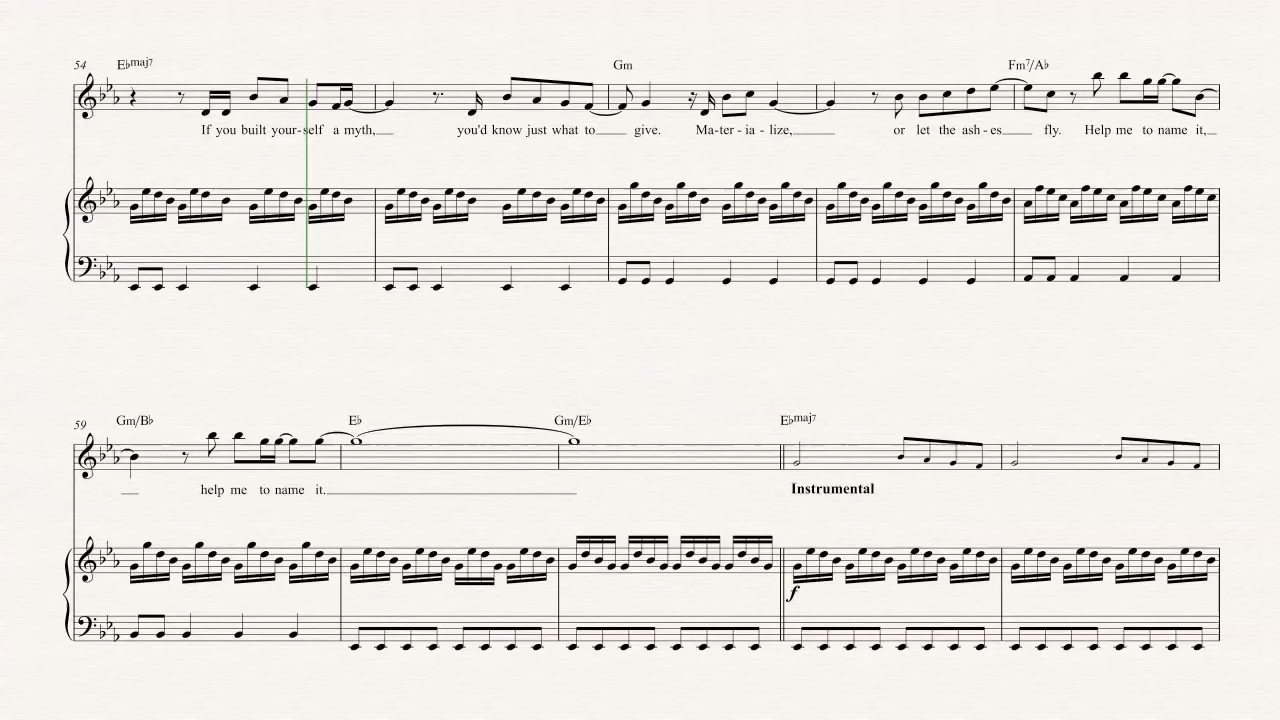 54 E♭maj7 Gm Fm7/A♭
If you built your-self a myth, you'd know just what to give. Ma-ter-ia-lize, or let the ash-es fly. Help me to name it,
59 Gm/B♭ E♭ Gm/E♭ E♭maj7
help me to name it. Instrumental
f